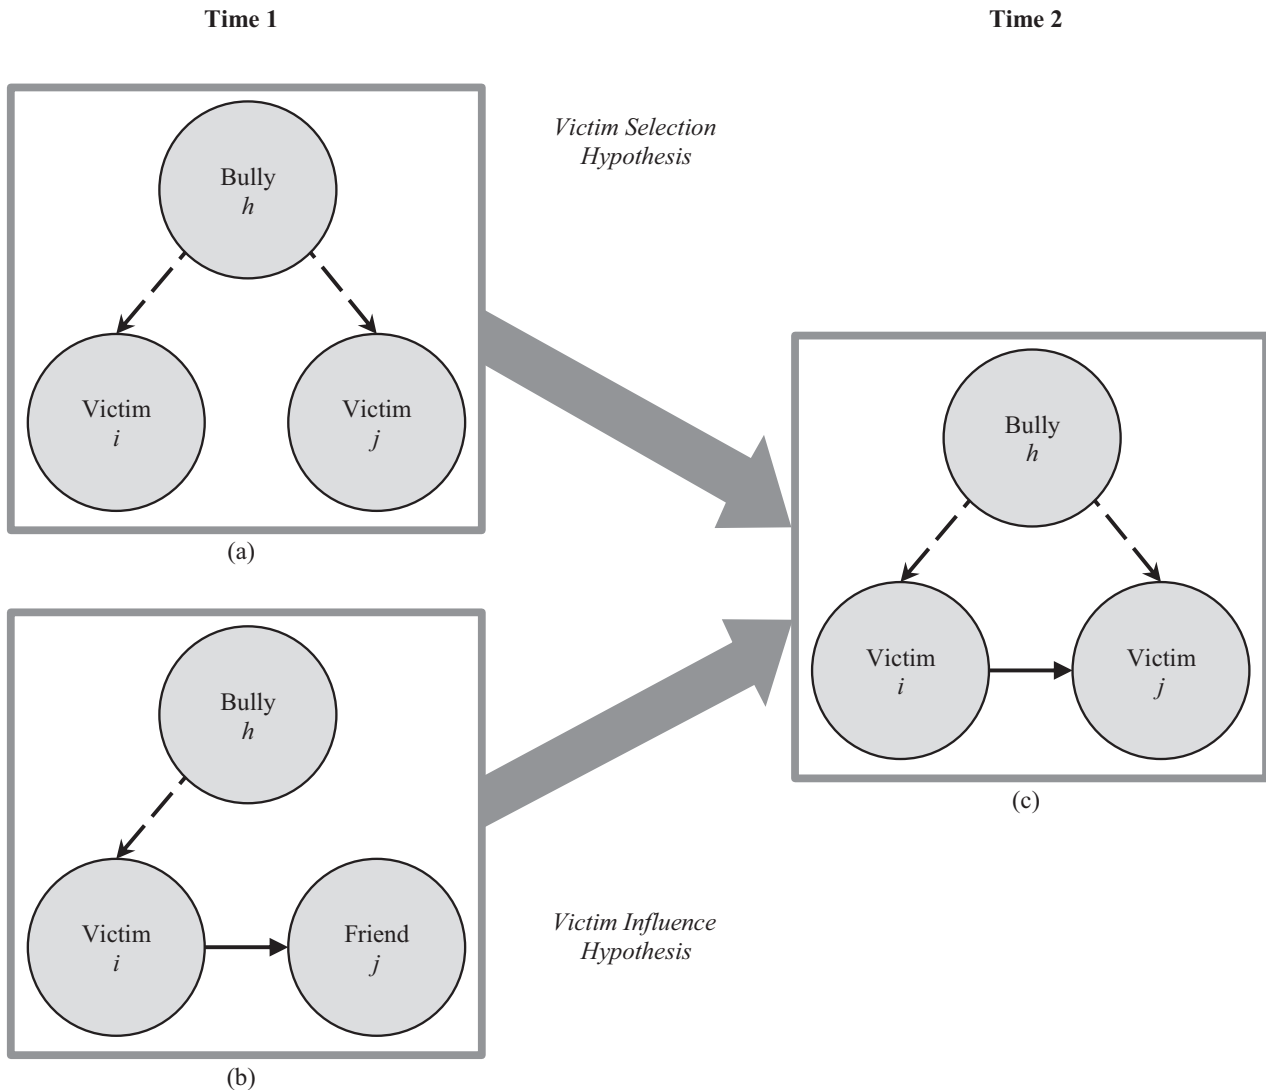 Time 1
Time 2
Victim Selection
Hypothesis
Bully
h
Victim
i
Victim
j
(a)
Bully
h
Victim
i
Friend
j
(b)
Victim Influence
Hypothesis
Bully
h
Victim
i
Victim
j
(c)